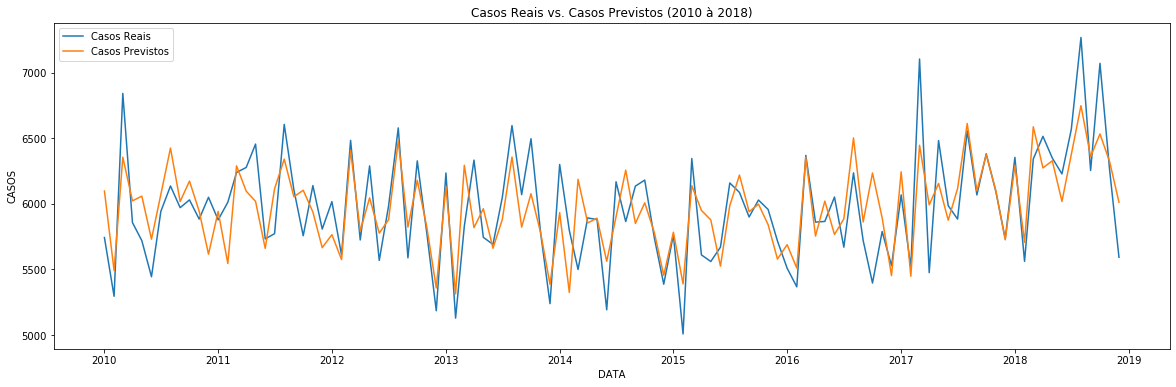 Casos Reais vs. Casos Previstos (2010 à 2018)
Casos Reais
Casos Previstos
7000
6500
6000
5500
5000
CASOS
2010 2011 2012 2013 2014 2015 2016 2017 2018 2019
DATA